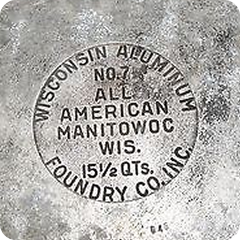 WISCONSIN ALUMINUM
NO. 7
ALL
AMERICAN
MANITOWOC
WIS.
15½ QTS.
FOUNDRY CO. INC.